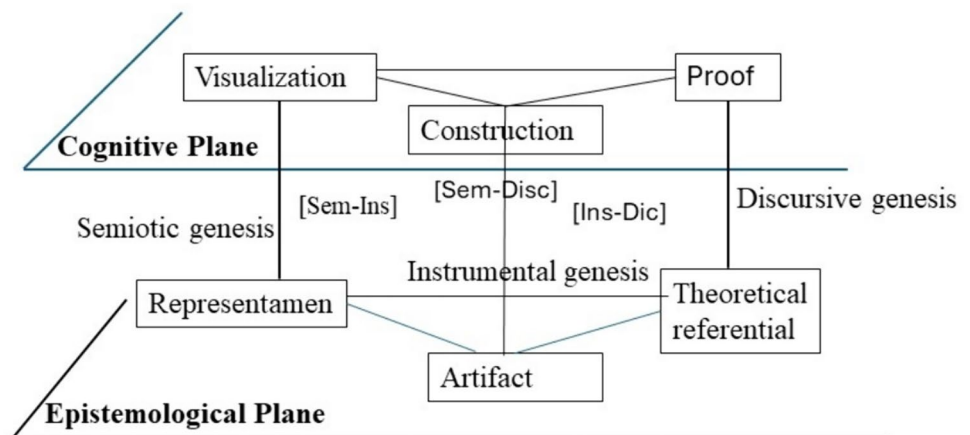 Visualization
Proof
Construction
Cognitive Plane
[Sem-Ins]
[Sem-Disc]
[Ins-Dic]
Discursive genesis
Semiotic genesis
Instrumental genesis
Representamen
Theoretical
referential
Artifact
Epistemological Plane